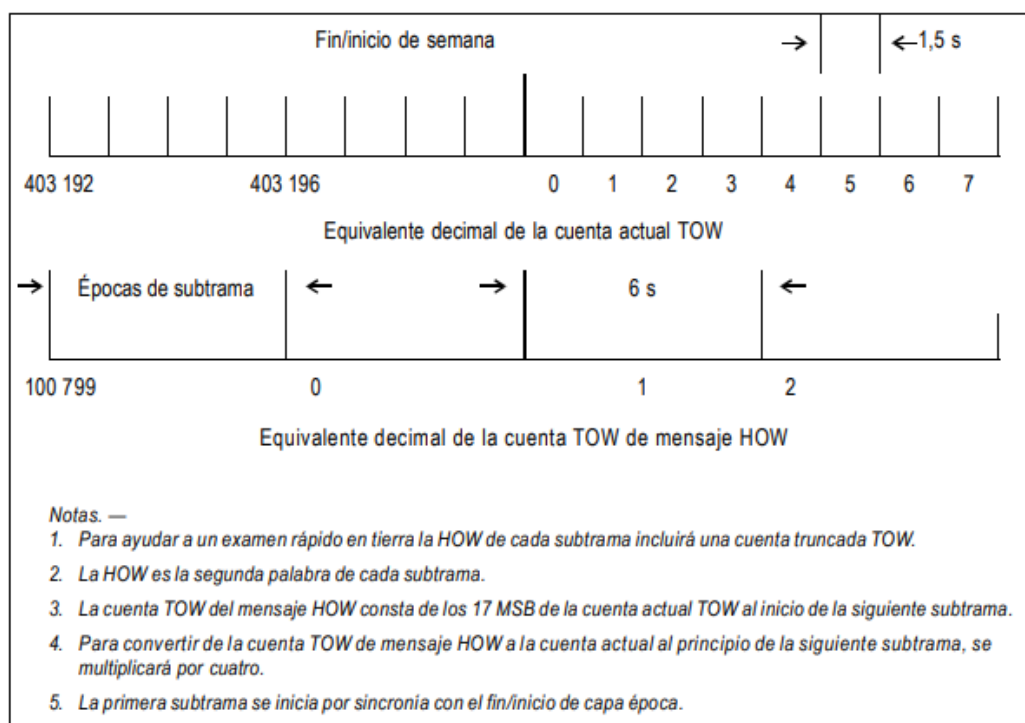 Fin/inicio de semana
1,5 s
403 192 403 196 0 1 2 3 4 5 6 7
Equivalente decimal de la cuenta actual TOW
Épocas de subtrama 6 s
100 799 0 1 2
Equivalente decimal de la cuenta TOW de mensaje HOW
Notas. —
1. Para ayudar a un examen rápido en tierra la HOW de cada subtrama incluirá una cuenta truncada TOW.
2. La HOW es la segunda palabra de cada subtrama.
3. La cuenta TOW del mensaje HOW consta de los 17 MSB de la cuenta actual TOW al inicio de la siguiente subtrama.
4. Para convertir de la cuenta TOW de mensaje HOW a la cuenta actual al principio de la siguiente subtrama, se
multiplicará por cuatro.
5. La primera subtrama se inicia por sincronía con el fin/inicio de capa época.